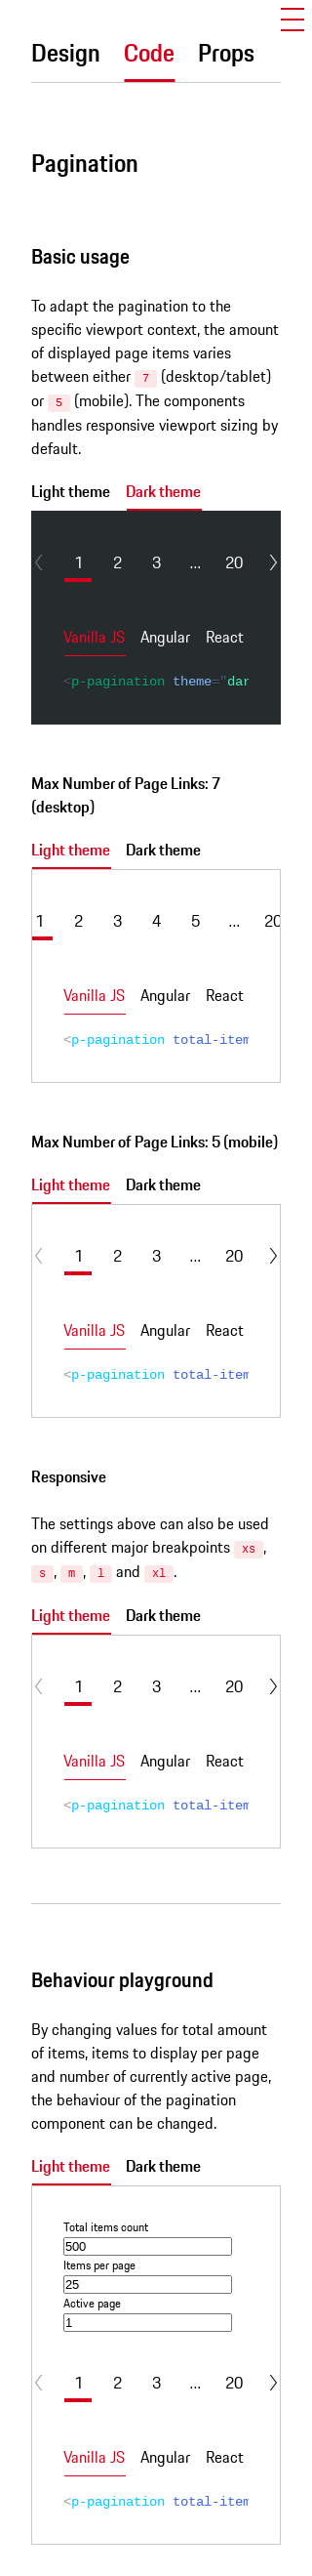 Design Code Props
Pagination
Basic usage
To adapt the pagination to the
specific viewport context, the amount
of displayed page items varies
between either 7 (desktop/tablet)
or 5 (mobile). The components
handles responsive viewport sizing by
default.
Light theme Dark theme
1 2 3 ... 20
Vanilla JS Angular React
<p-pagination theme="dar
Max Number of Page Links: 7
(desktop)
Light theme Dark theme
1 2 3 4 5 ... 20
Vanilla JS Angular React
<p-pagination total-item
Max Number of Page Links: 5 (mobile)
Light theme Dark theme
1 2 3 ... 20
Vanilla JS Angular React
<p-pagination total-item
Responsive
The settings above can also be used
on different major breakpoints xs,
s, m, l and xl.
Light theme Dark theme
1 2 3 ... 20
Vanilla JS Angular React
<p-pagination total-item
Behaviour playground
By changing values for total amount
of items, items to display per page
and number of currently active page,
the behaviour of the pagination
component can be changed.
Light theme Dark theme
Total items count
500
Items per page
25
Active page
1
1 2 3 ... 20
Vanilla JS Angular React
<p-pagination total-item